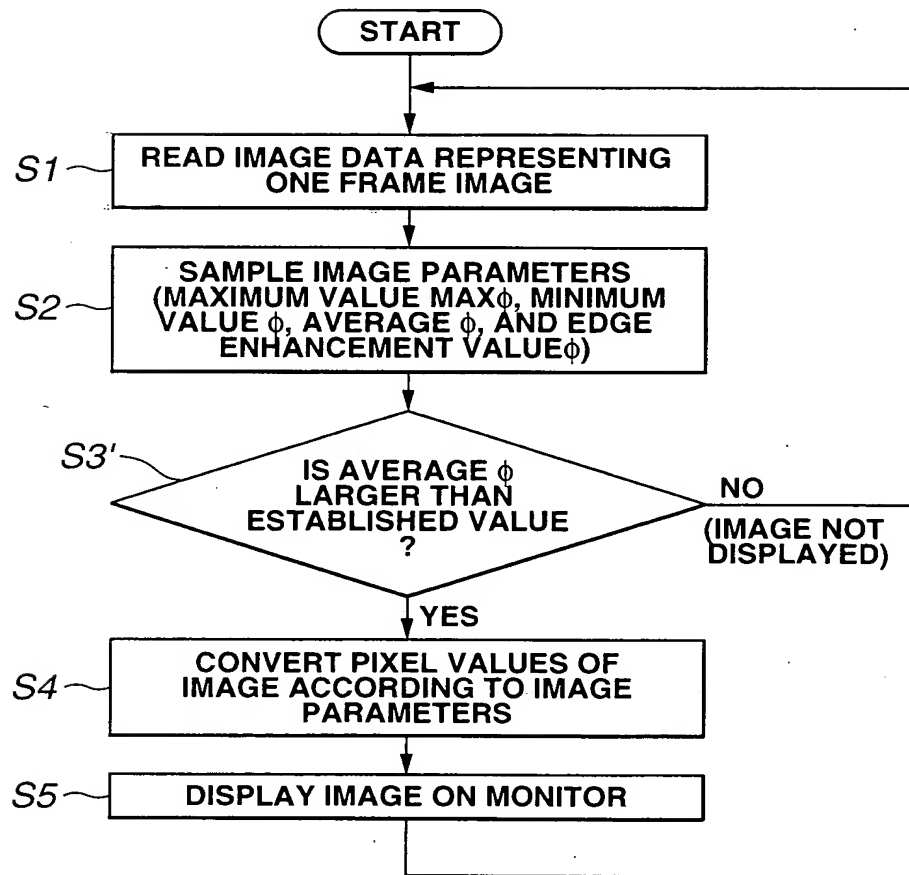 START
S1
READ IMAGE DATA REPRESENTING
ONE FRAME IMAGE
S2
SAMPLE IMAGE PARAMETERS
(MAXIMUM VALUE MAXϕ, MINIMUM
VALUE ϕ, AVERAGE ϕ, AND EDGE
ENHANCEMENT VALUEϕ)
S3'
IS AVERAGE ϕ
LARGER THAN
ESTABLISHED VALUE
?
NO
(IMAGE NOT
DISPLAYED)
YES
S4
CONVERT PIXEL VALUES OF
IMAGE ACCORDING TO IMAGE
PARAMETERS
S5
DISPLAY IMAGE ON MONITOR